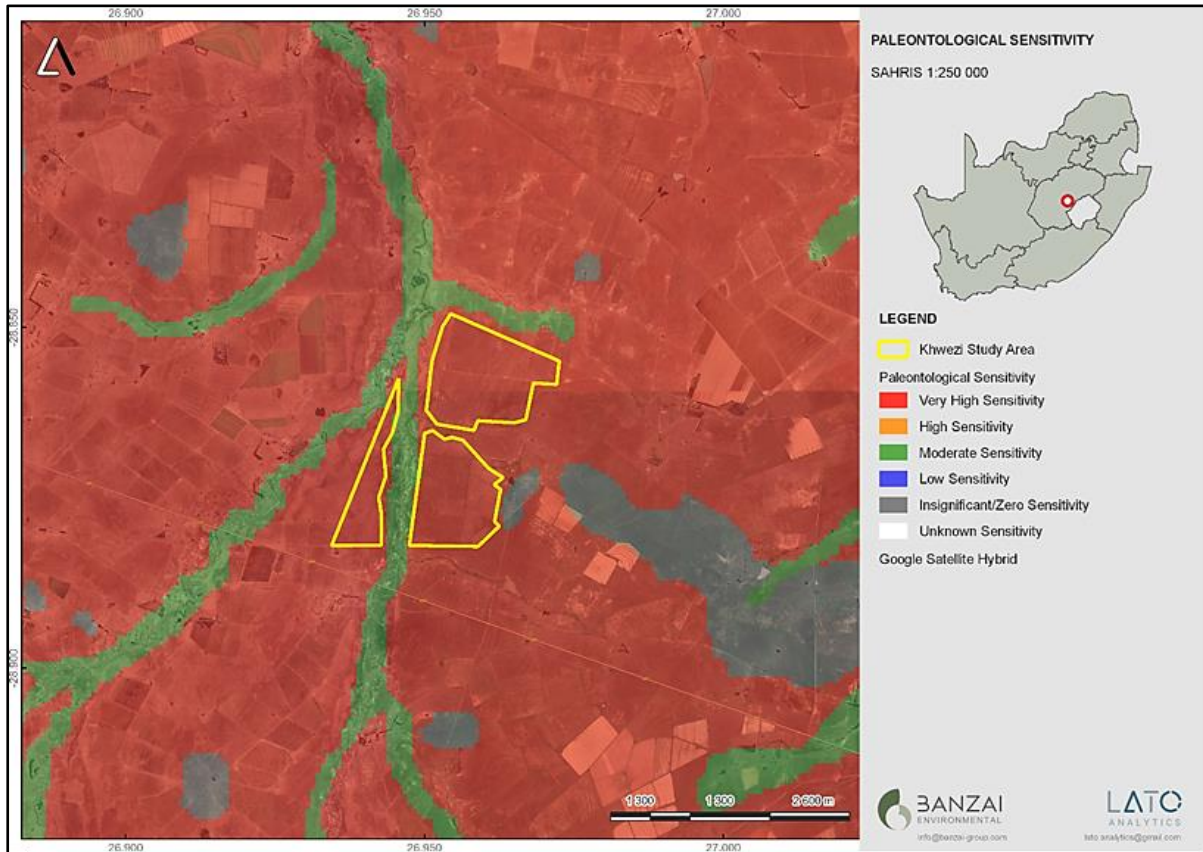 26.900
26.950
27.000
-28.850
-28.900
1 300
1 300
2 600 m
PALEONTOLOGICAL SENSITIVITY
SAHRIS 1:250 000
LEGEND
Khwezi Study Area
Paleontological Sensitivity
Very High Sensitivity
High Sensitivity
Moderate Sensitivity
Low Sensitivity
Insignificant/Zero Sensitivity
Unknown Sensitivity
Google Satellite Hybrid
BANZAI
ENVIRONMENTAL
info@banzai-group.com
LATO
ANALYTICS
lato.analytics@gmail.com
26.900
26.950
27.000